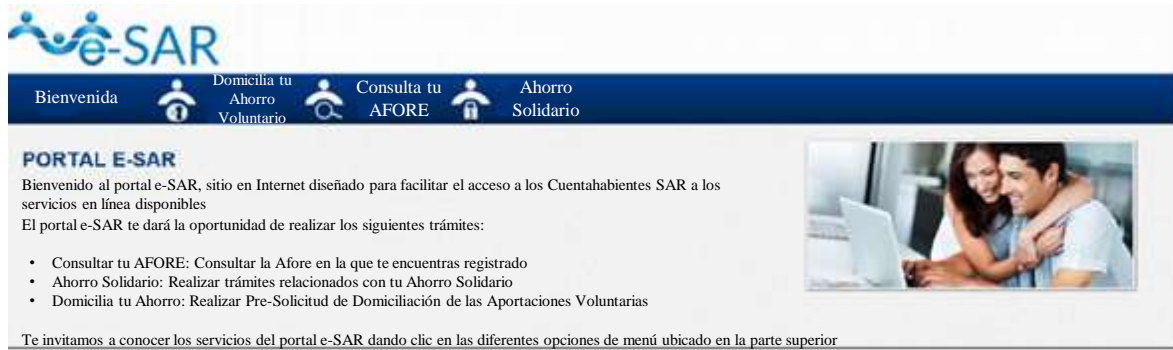 e-SAR
Bienvenida
Domicilia tu
Ahorro
Voluntario
Consulta tu
AFORE
Ahorro
Solidario
PORTAL E-SAR
Bienvenido al portal e-SAR, sitio en Internet diseñado para facilitar el acceso a los Cuentahabientes SAR a los
servicios en línea disponibles
El portal e-SAR te dará la oportunidad de realizar los siguientes trámites:
• Consultar tu AFORE: Consultar la Afore en la que te encuentras registrado
• Ahorro Solidario: Realizar trámites relacionados con tu Ahorro Solidario
• Domicilia tu Ahorro: Realizar Pre-Solicitud de Domiciliación de las Aportaciones Voluntarias
Te invitamos a conocer los servicios del portal e-SAR dando clic en las diferentes opciones de menú ubicado en la parte superior